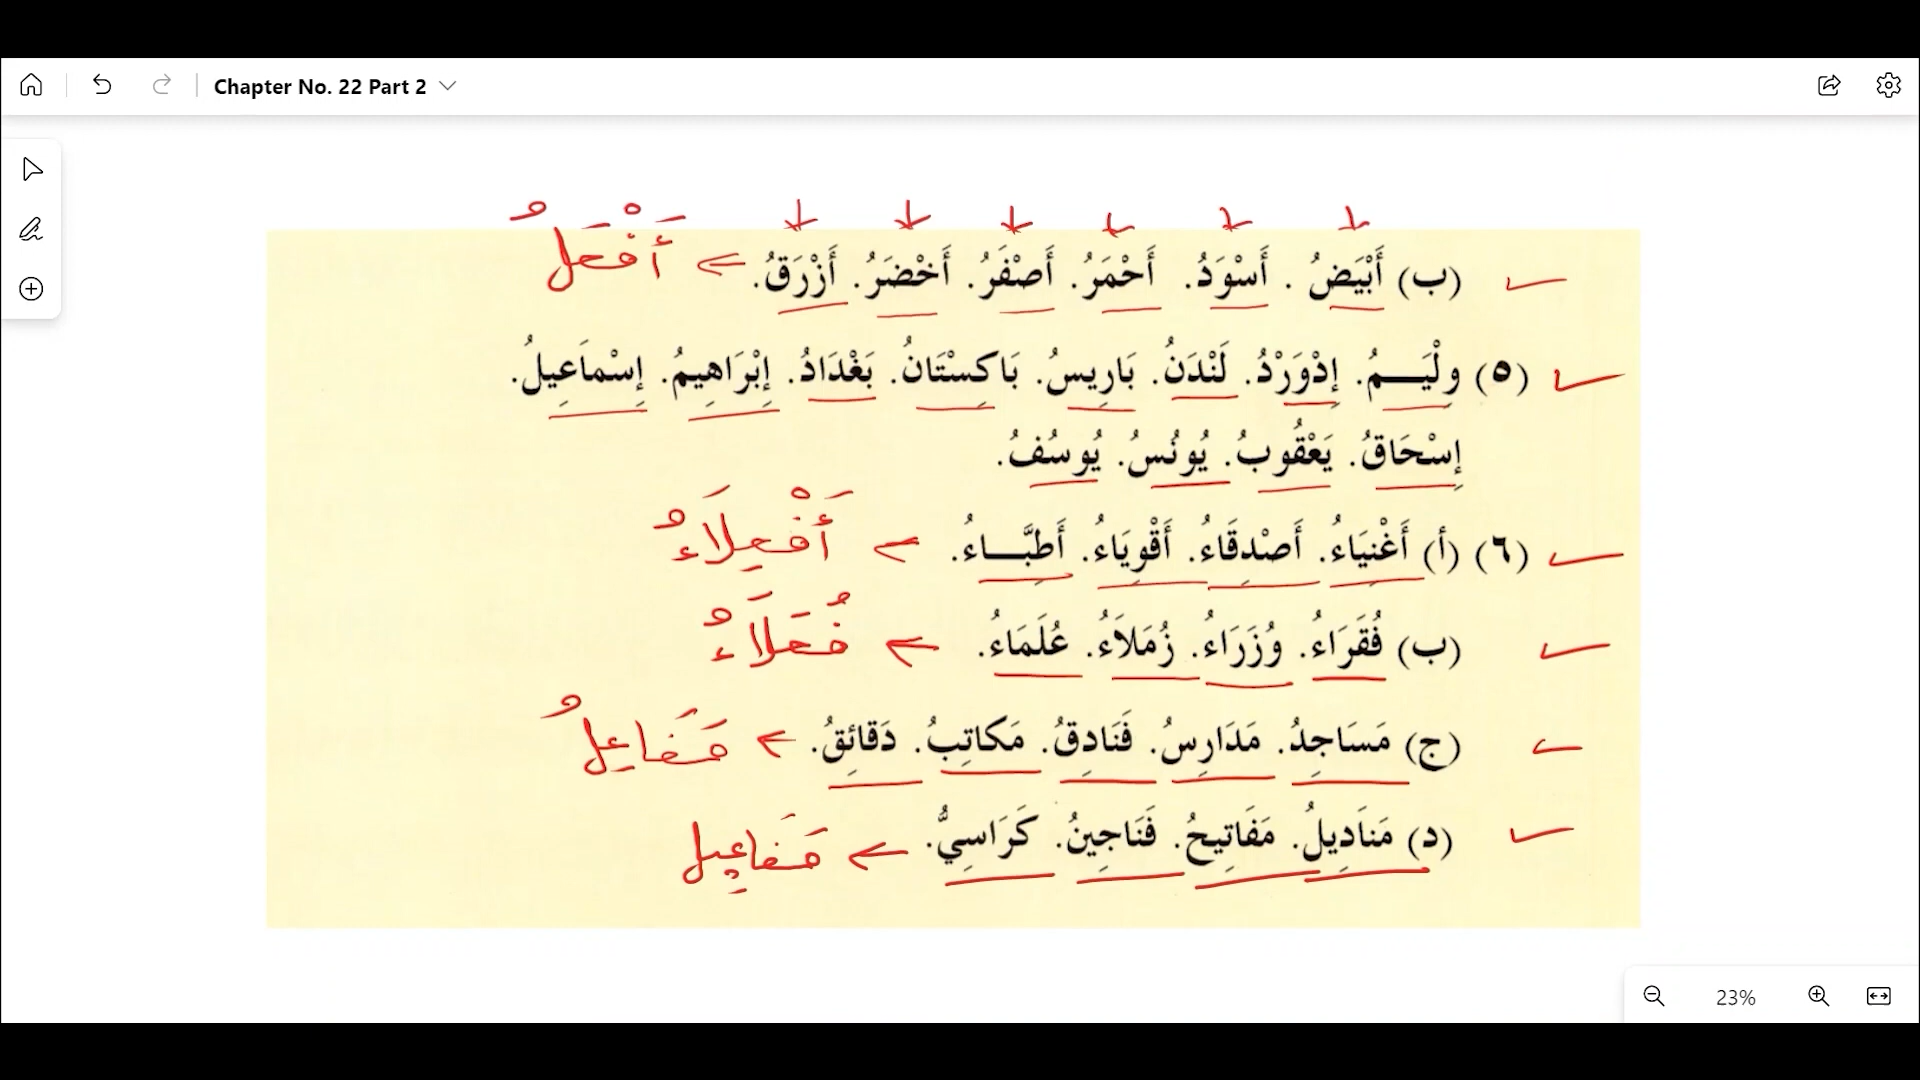 Chapter No. 22 Part 2
(ب) أَبْيَضُ . أَسْوَدُ. أَحْمَرُ. أَصْفَرُ. أَخْضَرُ. أَزْرَقُ. أَفْعَلُ
(٥) وِلْيَــمُ. إِدْوَرْدُ. لَنْدَنُ. بَارِيسُ. بَاكِسْتَانُ. بَغْدَادُ. إِبْرَاهِيمُ. إِسْمَاعِيلُ.
إِسْحَاقُ. يَعْقُوبُ. يُونُسُ. يُوسُفُ.
(٦) (أ) أَغْنِيَاءُ. أَصْدِقَاءُ. أَقْوِيَاءُ. أَطِبَّــاءُ. أَفْعِلَاءُ
(ب) فُقَرَاءُ. وُزَرَاءُ. زُمَلَاءُ. عُلَمَاءُ. فُعَلَاءُ
(ج) مَسَاجِدُ. مَدَارِسُ. فَنَادِقُ. مَكَاتِبُ. دَقَائِقُ. مَفَاعِلُ
(د) مَنَادِيلُ. مَفَاتِيحُ. فَنَاجِينُ. كَرَاسِيُّ. مَفَاعِيل
23%